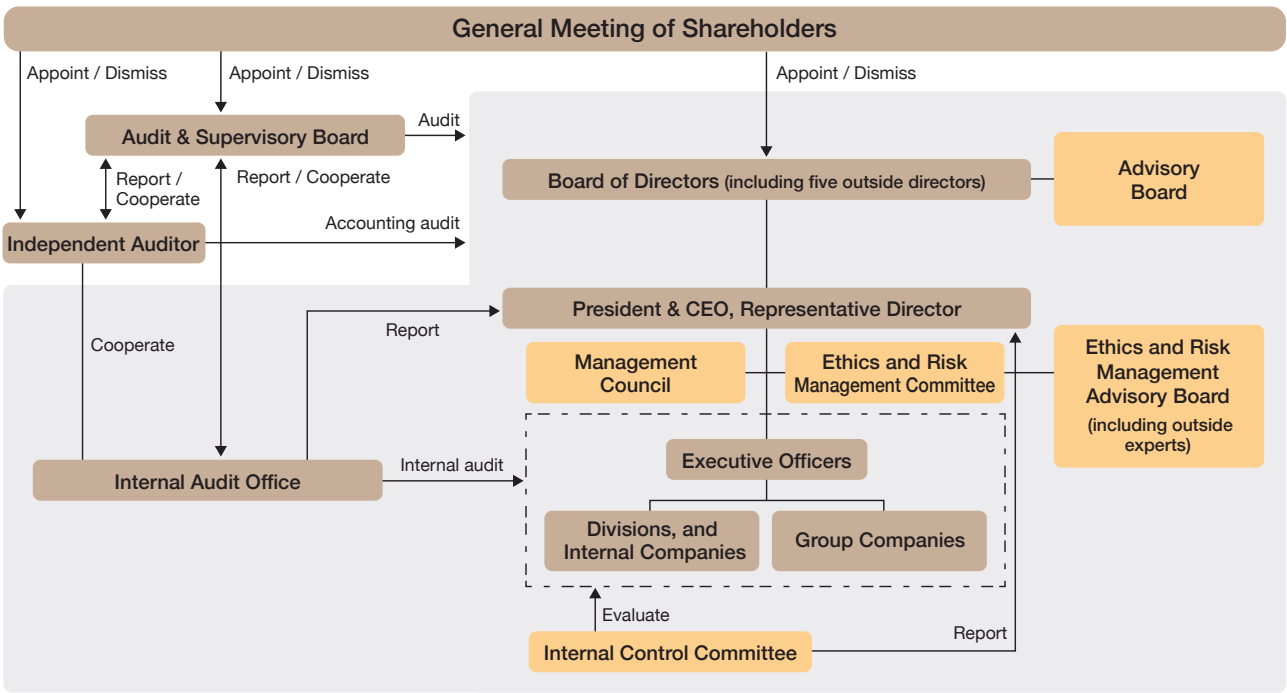 General Meeting of Shareholders
Appoint / Dismiss
Appoint / Dismiss
Appoint / Dismiss
Audit & Supervisory Board
Audit
Board of Directors (including five outside directors)
Advisory
Board
Report /
Cooperate
Report / Cooperate
Accounting audit
Independent Auditor
President & CEO, Representative Director
Report
Cooperate
Management
Council
Ethics and Risk
Management Committee
Ethics and Risk
Management
Advisory Board
(including outside
experts)
Executive Officers
Internal Audit Office
Internal audit
Divisions, and
Internal Companies
Group Companies
Evaluate
Report
Internal Control Committee